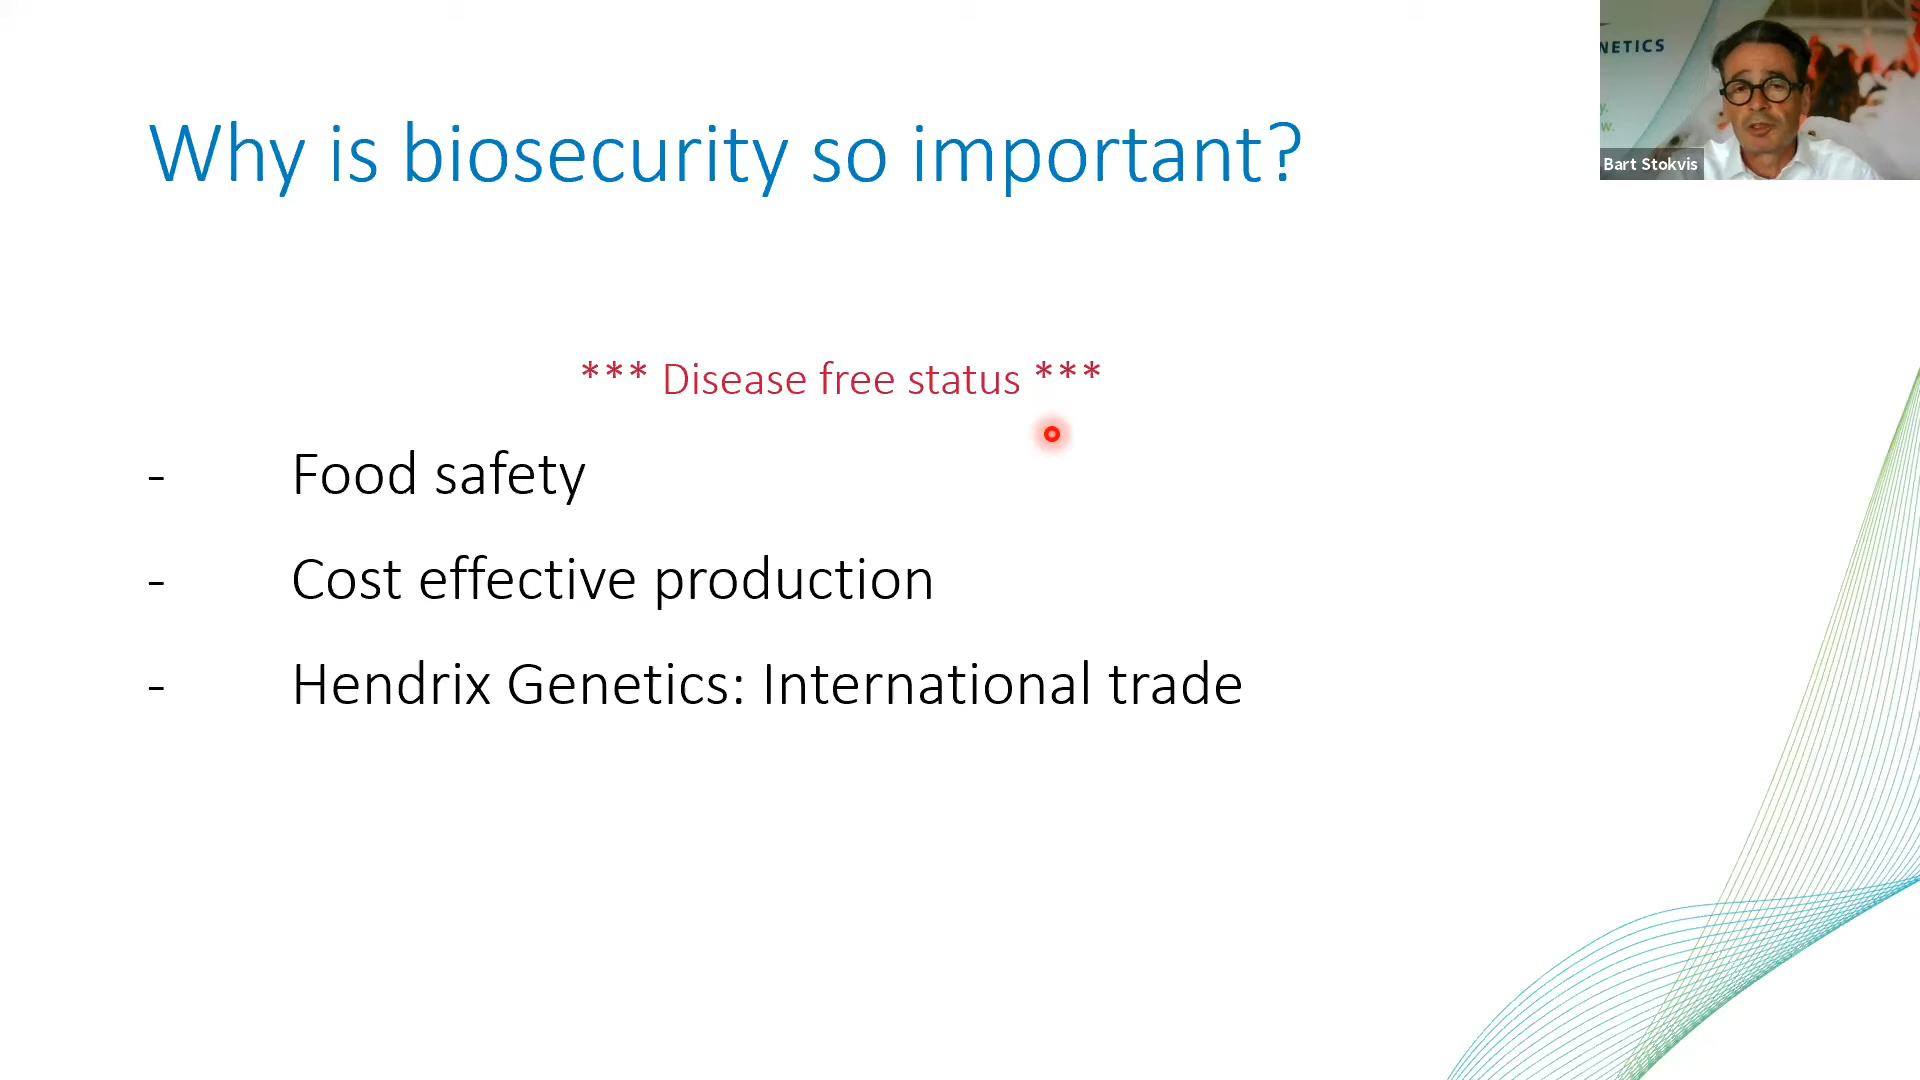 Why is biosecurity so important?
NETICS
y.
w.
Bart Stokvis
*** Disease free status ***
- Food safety
- Cost effective production
- Hendrix Genetics: International trade